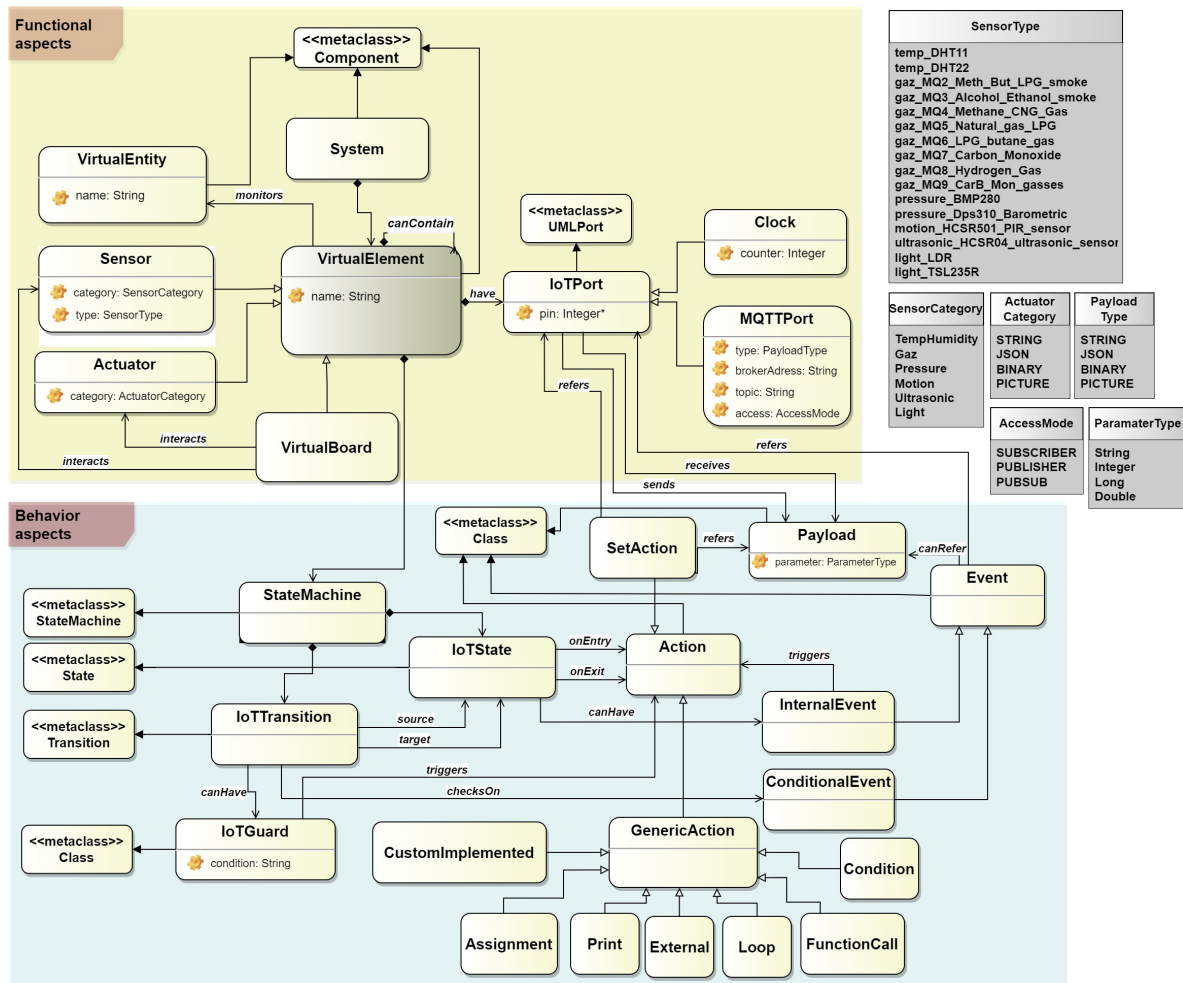 Functional
aspects
<<metaclass>>
Component
System
VirtualEntity
name: String
monitors
canContain
VirtualElement
name: String
Sensor
category: SensorCategory
type: SensorType
Actuator
category: ActuatorCategory
interacts
interacts
VirtualBoard
have
<<metaclass>>
UMLPort
IoTPort
pin: Integer*
Clock
counter: Integer
MQTTPort
type: PayloadType
brokerAdress: String
topic: String
access: AccessMode
refers
refers
receives
sends
SensorType
temp_DHT11
temp_DHT22
gaz_MQ2_Meth_But_LPG_smoke
gaz_MQ3_Alcohol_Ethanol_smoke
gaz_MQ4_Methane_CNG_Gas
gaz_MQ5_Natural_gas_LPG
gaz_MQ6_LPG_butane_gas
gaz_MQ7_Carbon_Monoxide
gaz_MQ8_Hydrogen_Gas
gaz_MQ9_CarB_Mon_gasses
pressure_BMP280
pressure_Dps310_Barometric
motion_HCSR501_PIR_sensor
ultrasonic_HCSR04_ultrasonic_sensor
light_LDR
light_TSL235R
SensorCategory
TempHumidity
Gaz
Pressure
Motion
Ultrasonic
Light
Actuator
Category
STRING
JSON
BINARY
PICTURE
Payload
Type
STRING
JSON
BINARY
PICTURE
AccessMode
SUBSCRIBER
PUBLISHER
PUBSUB
ParamaterType
String
Integer
Long
Double
Behavior
aspects
<<metaclass>>
Class
SetAction
refers
Payload
parameter: ParameterType
canRefer
Event
<<metaclass>>
StateMachine
StateMachine
<<metaclass>>
State
IoTState
onEntry
onExit
Action
triggers
InternalEvent
canHave
<<metaclass>>
Transition
IoTTransition
source
target
triggers
checksOn
ConditionalEvent
canHave
<<metaclass>>
Class
IoTGuard
condition: String
CustomImplemented
GenericAction
Condition
Assignment
Print
External
Loop
FunctionCall